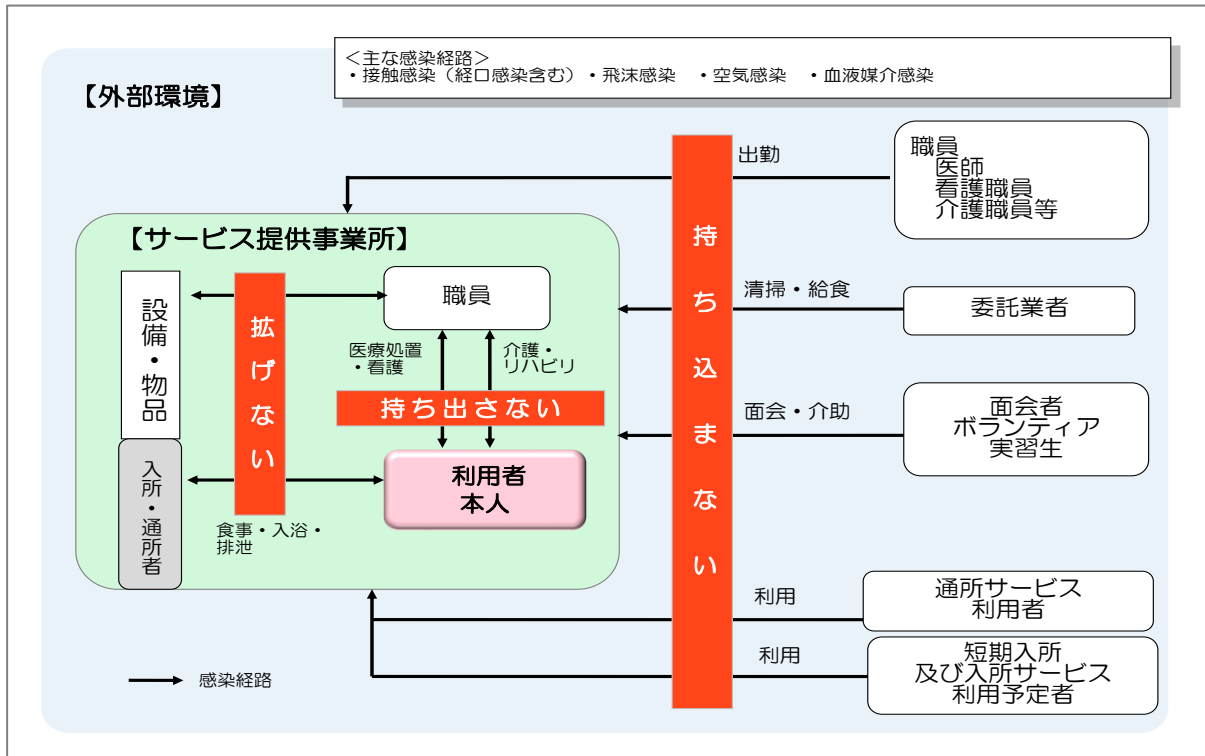 ＜主な感染経路＞
・接触感染（経口感染含む）・飛沫感染　・空気感染　・血液媒介感染
【外部環境】
出勤
職員
医師
看護職員
介護職員等
【サービス提供事業所】
設備・物品
拡げない
職員
医療処置
・看護
介護・
リハビリ
持ち出さない
利用者
本人
入所・通所者
食事・入浴・
排泄
持ち込まない
清掃・給食
委託業者
面会・介助
面会者
ボランティア
実習生
利用
通所サービス
利用者
利用
短期入所
及び入所サービス
利用予定者
感染経路